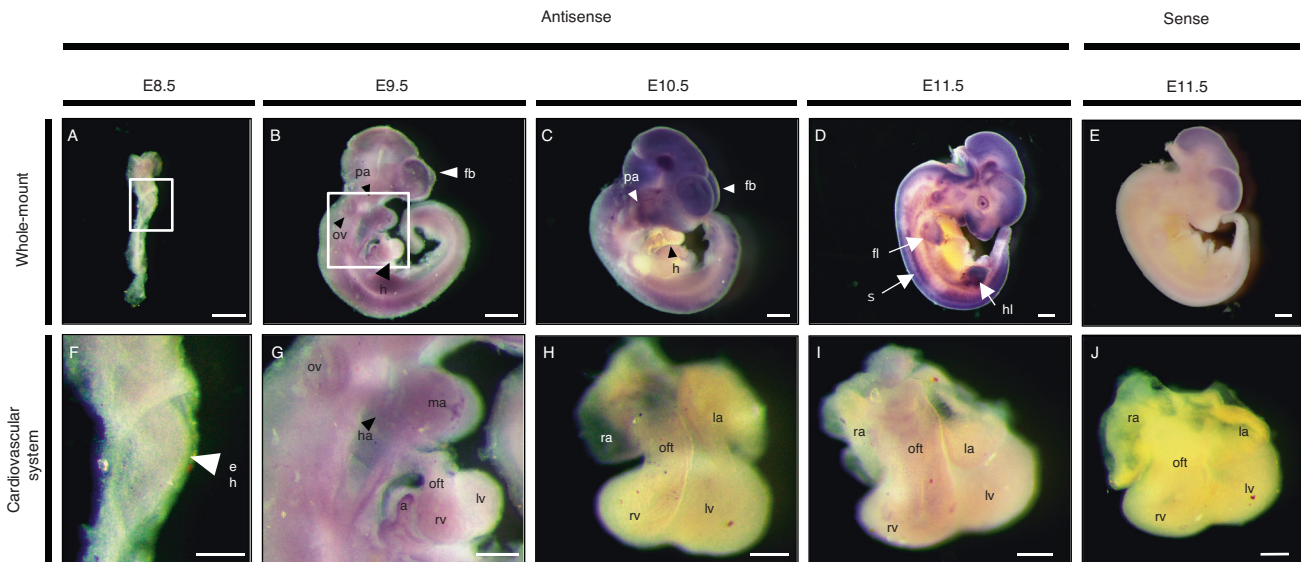 Antisense Sense
E8.5 E9.5 E10.5 E11.5 E11.5
Whole-mount
A
B
pa
fb
ov
h
C
pa
fb
h
D
fl
s
hl
E
Cardiovascular
system
F
e
h
G
ov
ma
ha
oft
a
rv
lv
H
la
ra
oft
rv
lv
I
ra
oft
la
lv
rv
J
ra
la
oft
lv
rv